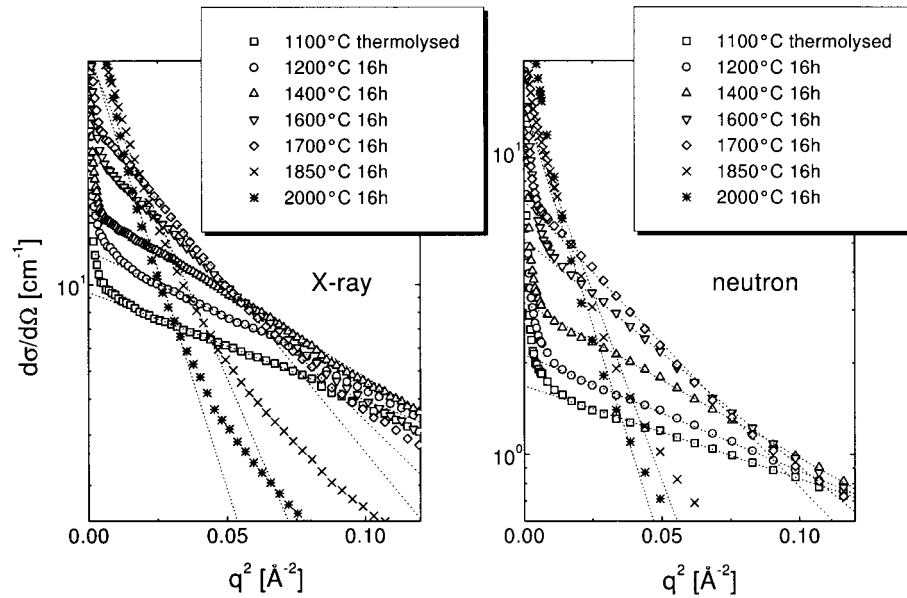 1100°C thermolysed
1200°C 16h
1400°C 16h
1600°C 16h
1700°C 16h
1850°C 16h
2000°C 16h
X-ray
dσ/dΩ [cm⁻¹]
10¹
0.00
0.05
0.10
q² [Å⁻²]
1100°C thermolysed
1200°C 16h
1400°C 16h
1600°C 16h
1700°C 16h
1850°C 16h
2000°C 16h
neutron
10¹
10⁰
0.00
0.05
0.10
q² [Å⁻²]